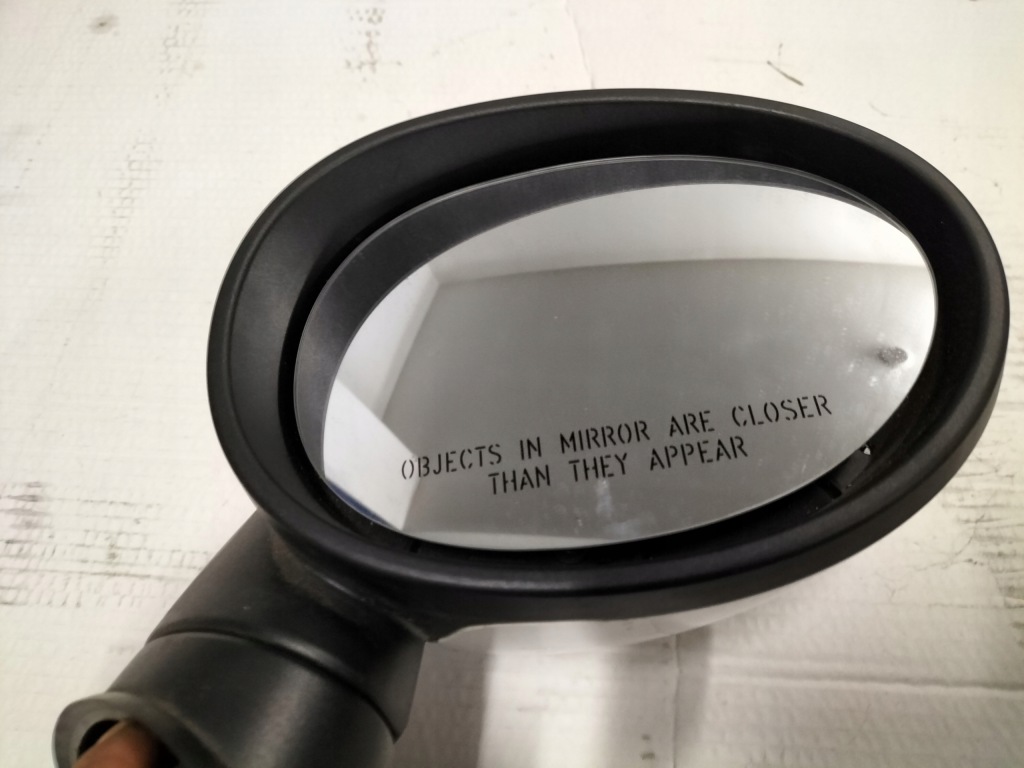 OBJECTS IN MIRROR ARE CLOSER
THAN THEY APPEAR